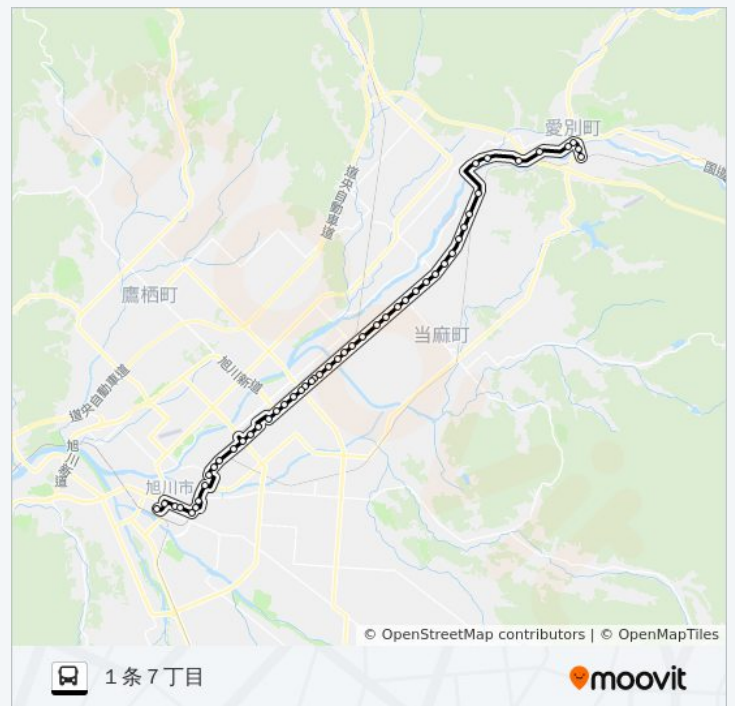 愛別町
国道
道央自動車道
鷹栖町
当麻町
旭川新道
道央自動車道
旭川新道
旭川市
© OpenStreetMap contributors | © OpenMapTiles
1条7丁目
moovit